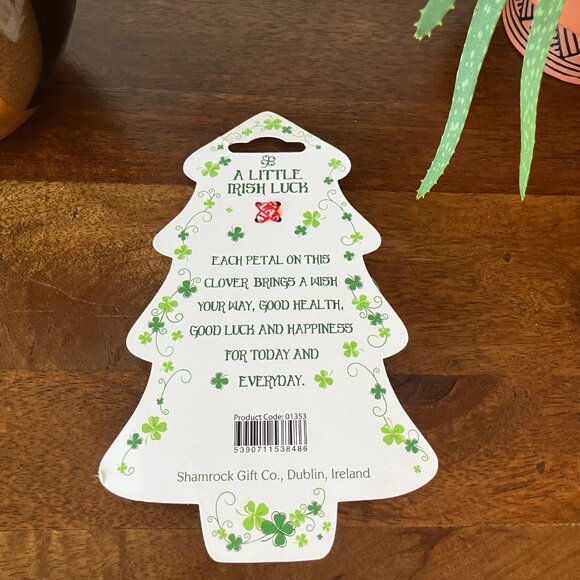 A LITTLE
IRISH LUCK
EACH PETAL ON THIS
CLOVER BRINGS A WISH
YOUR WAY, GOOD HEALTH,
GOOD LUCK AND HAPPINESS
FOR TODAY AND
EVERYDAY.
Product Code: 01353
5390711538486
Shamrock Gift Co., Dublin, Ireland